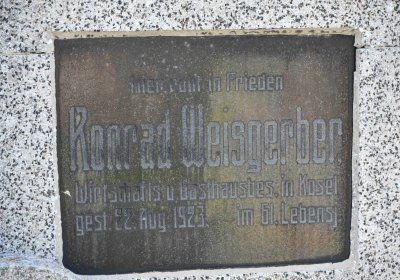 Hier ruht in Frieden
Konrad Weisgerber.
Wirtschafts- u. Gasthausbes. in Kosel
gest. 22. Aug. 1923. im 61. Lebensj.